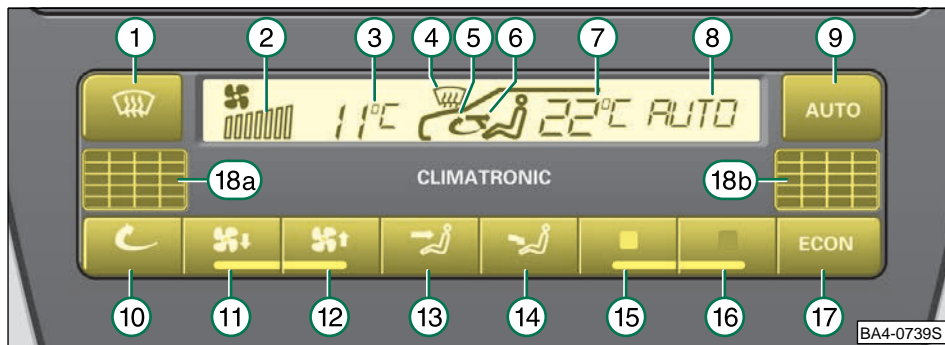 1 2 3 4 5 6 7 8 9
11°C 22°C AUTO AUTO
18a CLIMATRONIC 18b
ECON
10 11 12 13 14 15 16 17
BA4-0739S